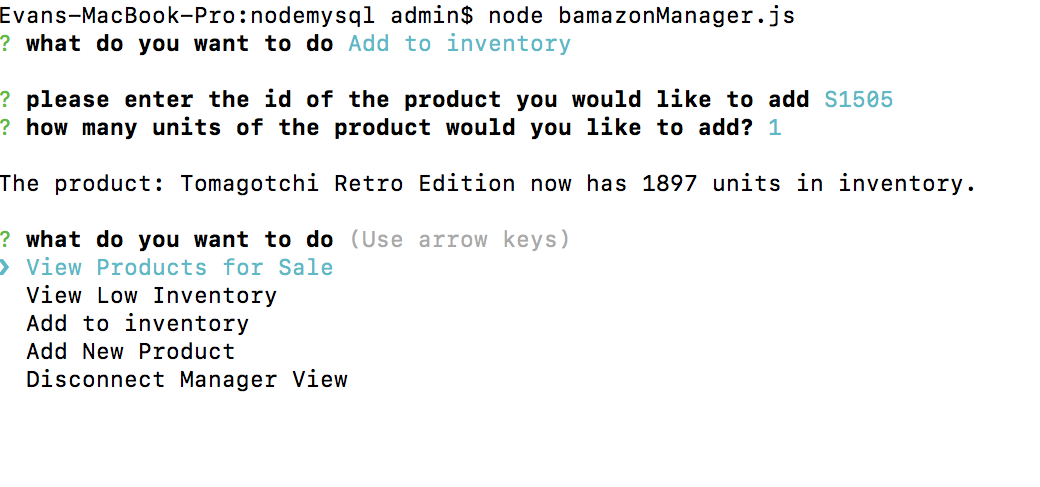 Evans-MacBook-Pro:nodemysql admin$ node bamazonManager.js
? what do you want to do Add to inventory
? please enter the id of the product you would like to add S1505
? how many units of the product would you like to add? 1
The product: Tomagotchi Retro Edition now has 1897 units in inventory.
? what do you want to do (Use arrow keys)
❯ View Products for Sale
View Low Inventory
Add to inventory
Add New Product
Disconnect Manager View